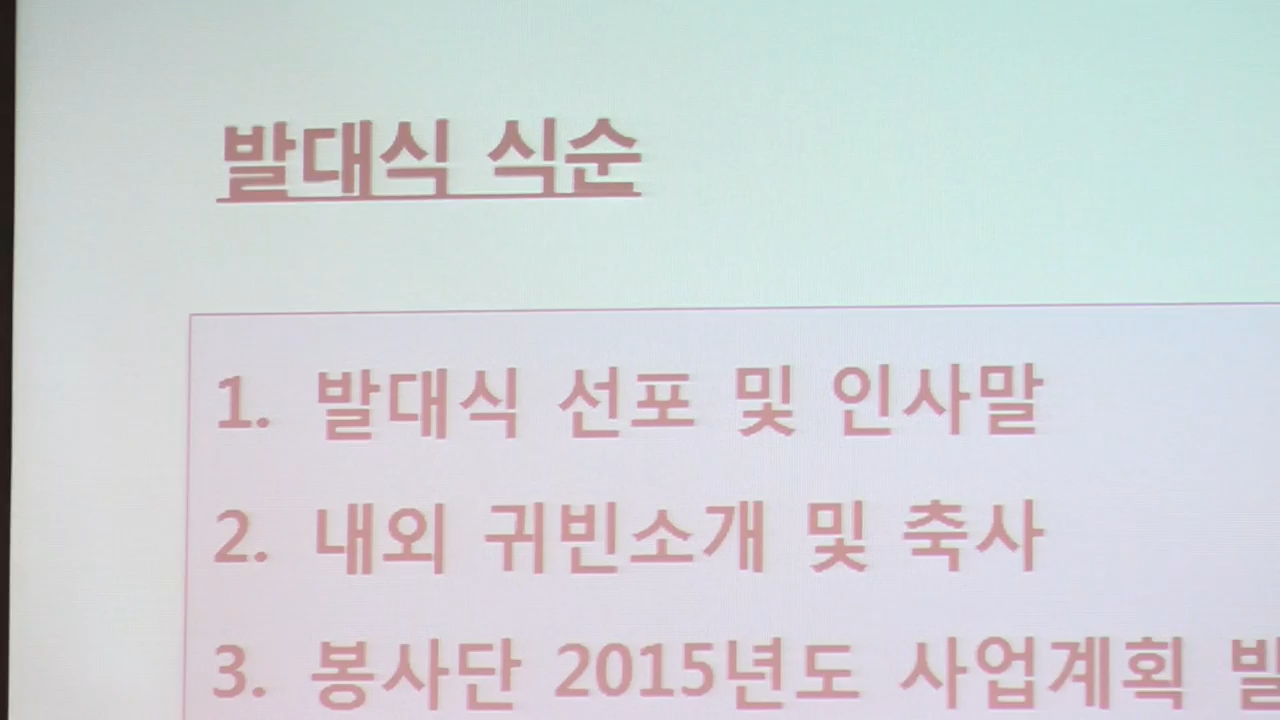 발대식 식순
1. 발대식 선포 및 인사말
2. 내외 귀빈소개 및 축사
3. 봉사단 2015년도 사업계획 발